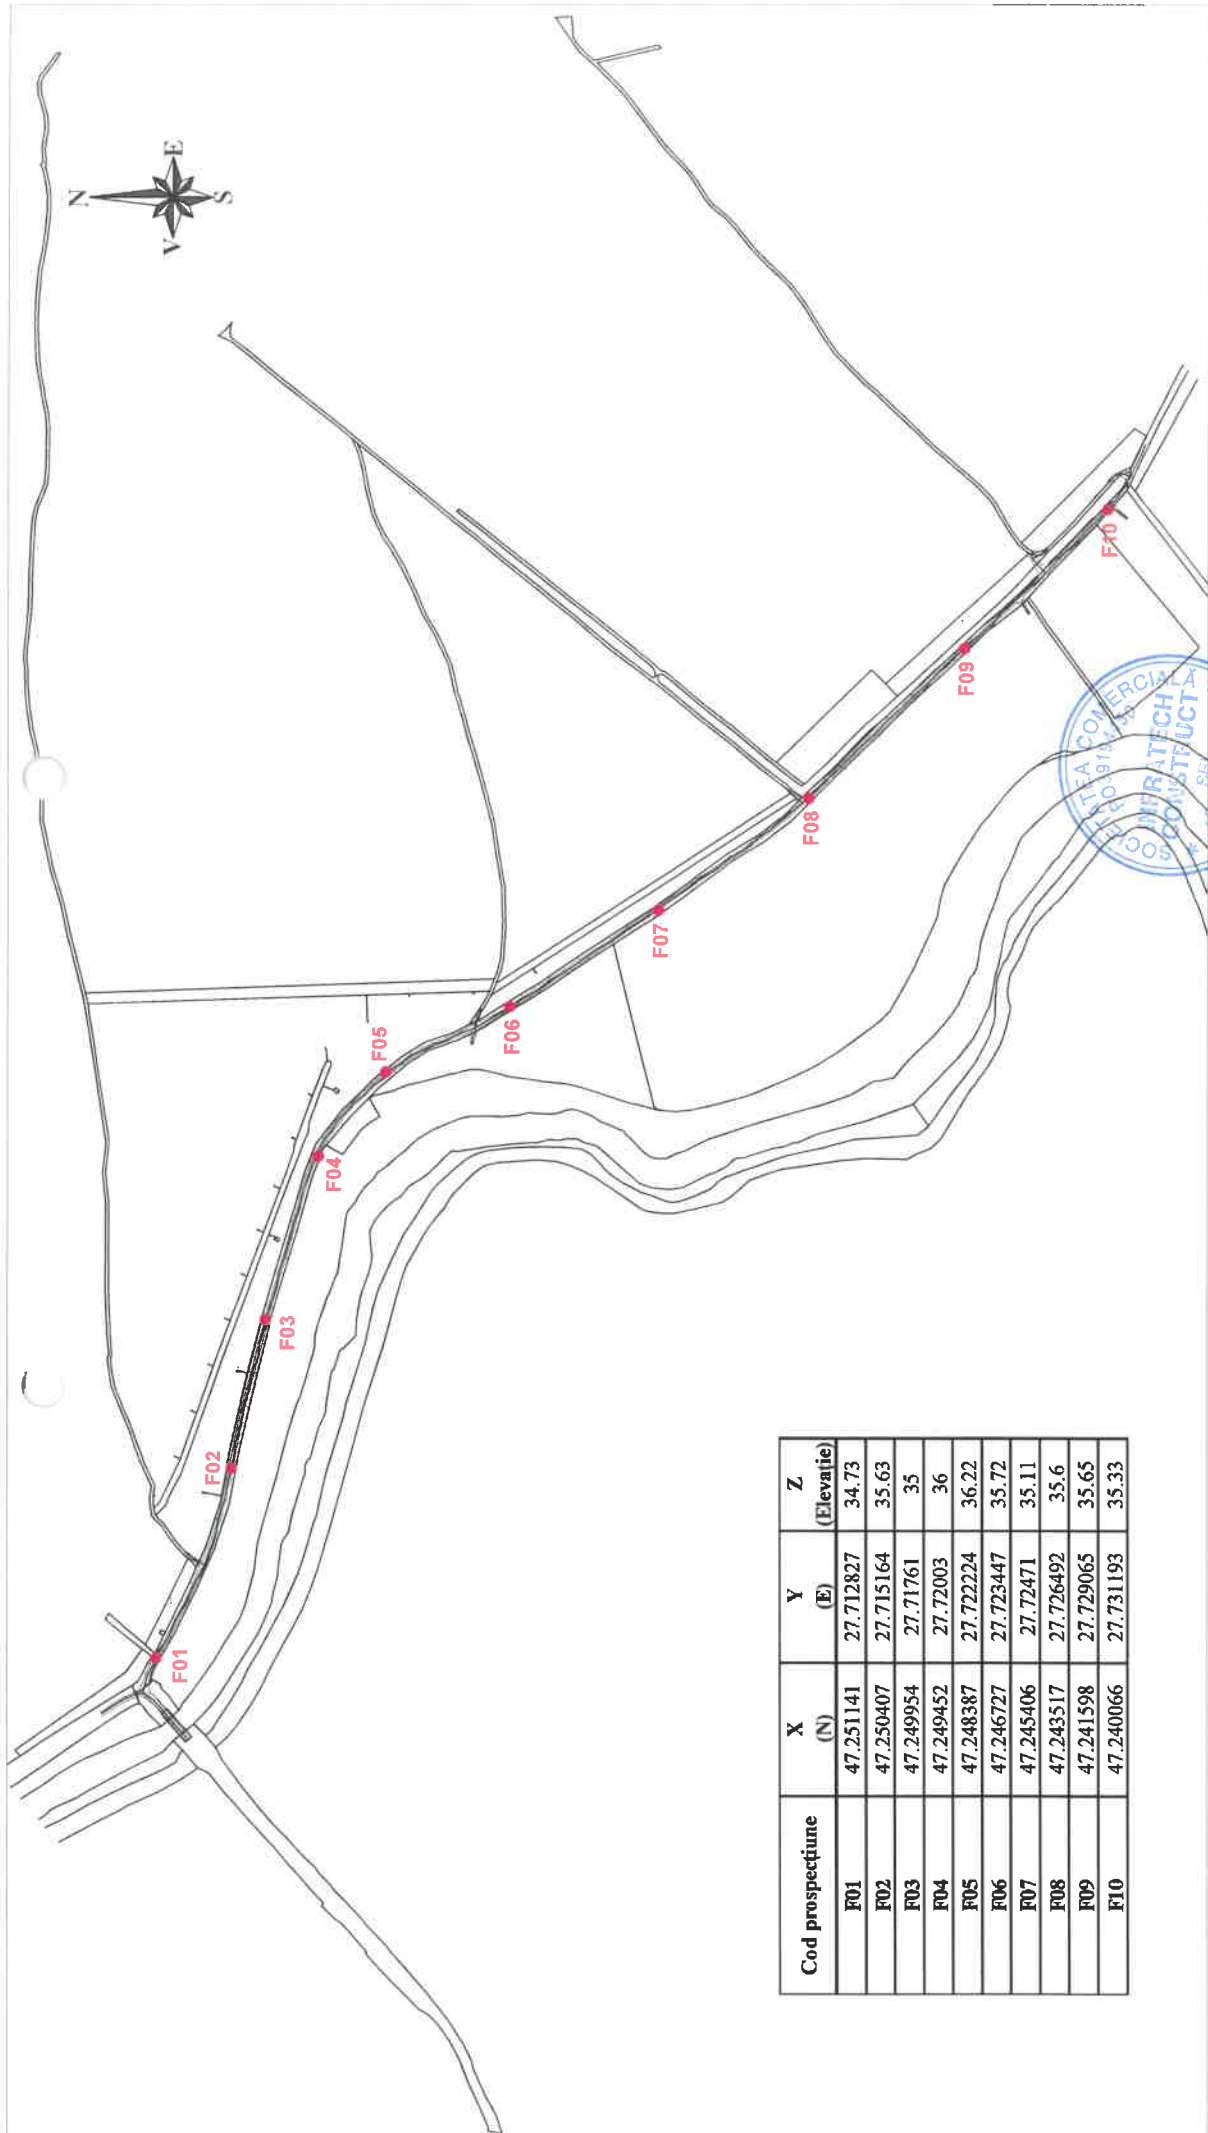 N
V
E
S
F01
F02
F03
F04
F05
F06
F07
F08
F09
F10
Cod prospecțiune X (N) Y (E) Z (Elevație)
F01 47.251141 27.712827 34.73
F02 47.250407 27.715164 35.63
F03 47.249954 27.71761 35
F04 47.249452 27.72003 36
F05 47.248387 27.722224 36.22
F06 47.246727 27.723447 35.72
F07 47.245406 27.72471 35.11
F08 47.243517 27.726492 35.6
F09 47.241598 27.729065 35.65
F10 47.240066 27.731193 35.33
SOCIETATEA COMERCIALĂ
CONSTRUCT